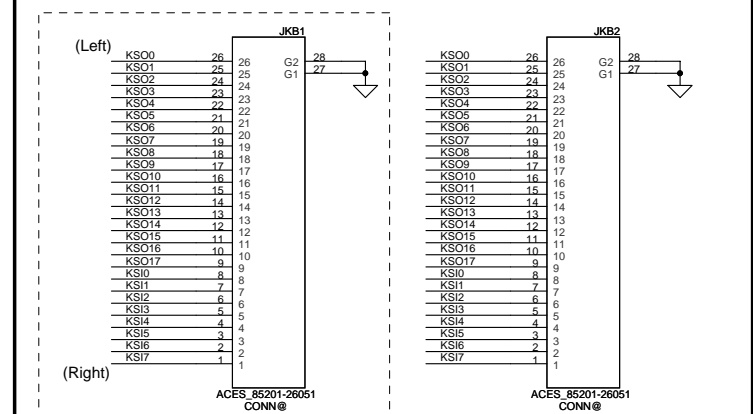 JKB1
(Left)
KSO0 26 26 G2 28
KSO1 25 25 G1 27
KSO2 24 24
KSO3 23 23
KSO4 22 22
KSO5 21 21
KSO6 20 20
KSO7 19 19
KSO8 18 18
KSO9 17 17
KSO10 16 16
KSO11 15 15
KSO12 14 14
KSO13 13 13
KSO14 12 12
KSO15 11 11
KSO16 10 10
KSO17 9 9
KSI0 8 8
KSI1 7 7
KSI2 6 6
KSI3 5 5
KSI4 4 4
KSI5 3 3
KSI6 2 2
KSI7 1 1
(Right)
ACES_85201-26051
CONN@
JKB2
KSO0 26 26 G2 28
KSO1 25 25 G1 27
KSO2 24 24
KSO3 23 23
KSO4 22 22
KSO5 21 21
KSO6 20 20
KSO7 19 19
KSO8 18 18
KSO9 17 17
KSO10 16 16
KSO11 15 15
KSO12 14 14
KSO13 13 13
KSO14 12 12
KSO15 11 11
KSO16 10 10
KSO17 9 9
KSI0 8 8
KSI1 7 7
KSI2 6 6
KSI3 5 5
KSI4 4 4
KSI5 3 3
KSI6 2 2
KSI7 1 1
ACES_85201-26051
CONN@